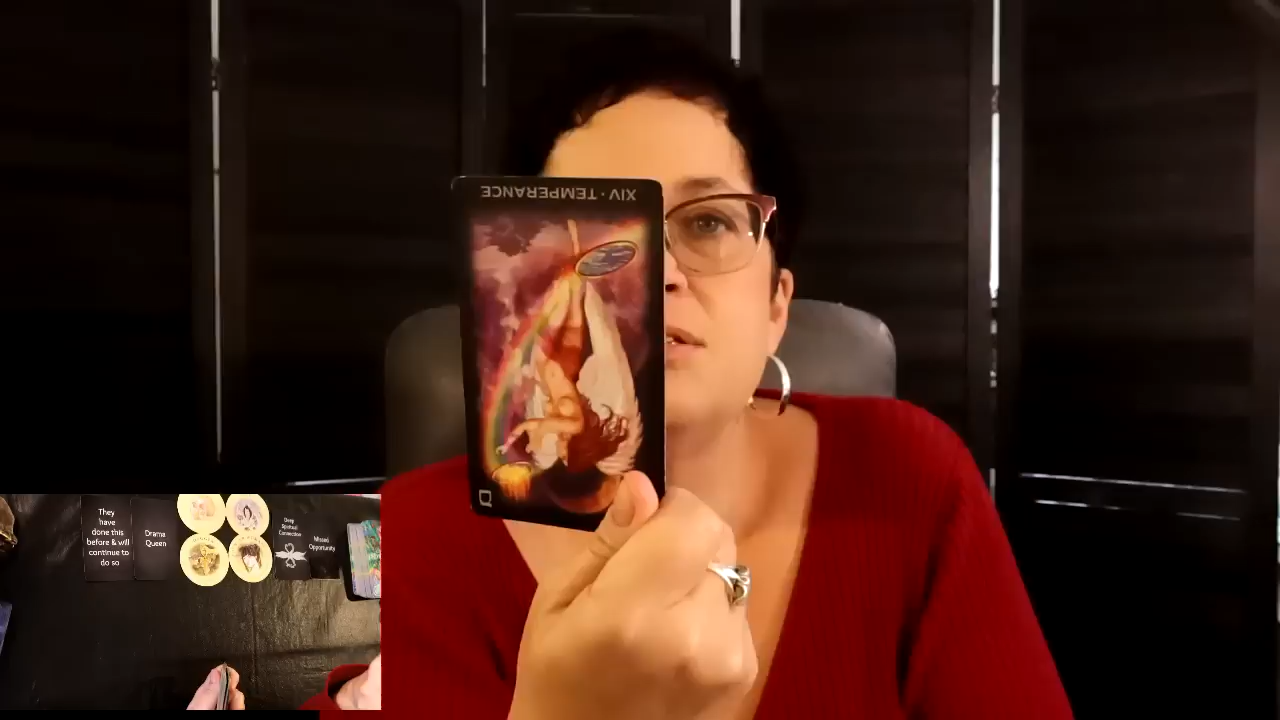 XIV · TEMPERANCE
They
have
done this
before & will
continue to
do so
Drama
Queen
Deep
Spiritual
Connection
Missed
Opportunity